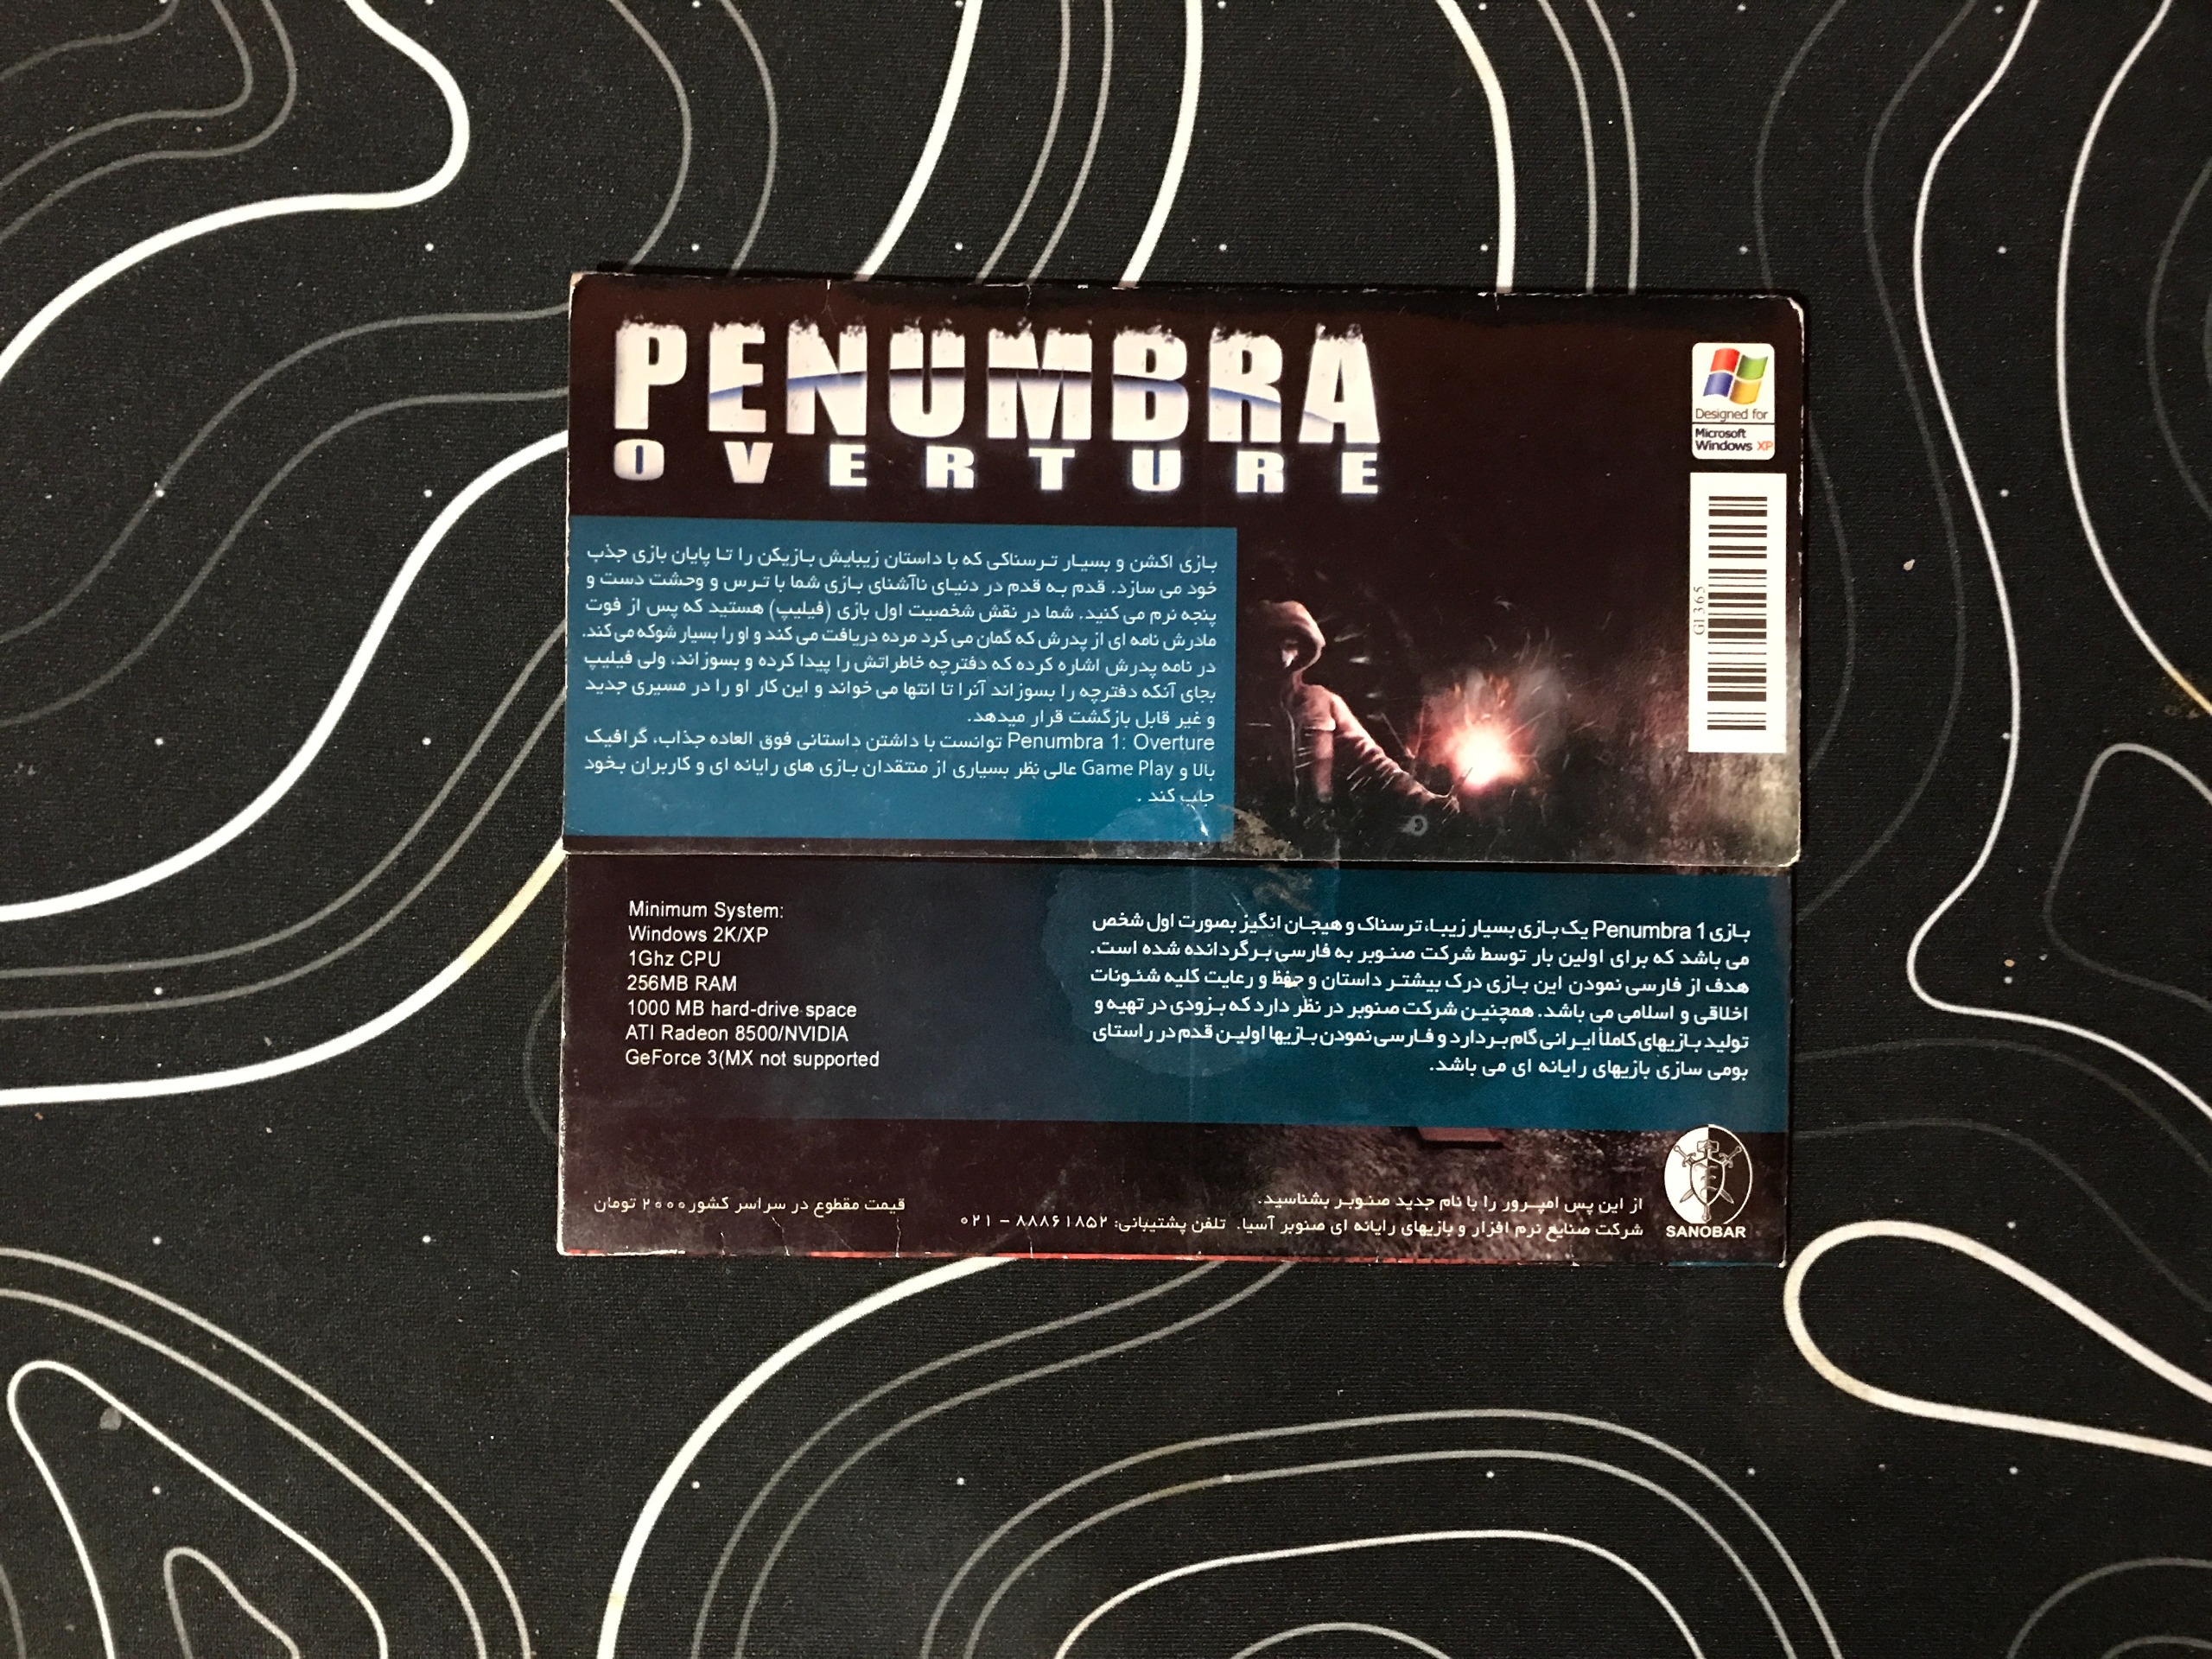 PENUMBRA
OVERTURE
Designed for
Microsoft
Windows XP
GI 365
بازی اکشن و بسیار ترسناکی که با داستان زیبایش بازیکن را تا پایان بازی جذب
خود می سازد. قدم به قدم در دنیای ناآشنای بازی شما با ترس و وحشت دست و
پنجه نرم می کنید. شما در نقش شخصیت اول بازی (فیلیپ) هستید که پس از فوت
مادرش نامه ای از پدرش که گمان می کرد مرده دریافت می کند و او را بسیار شوکه می کند.
در نامه پدرش اشاره کرده که دفترچه خاطراتش را پیدا کرده و بسوزاند، ولی فیلیپ
بجای آنکه دفترچه را بسوزاند آنرا تا انتها می خواند و این کار او را در مسیری جدید
و غیر قابل بازگشت قرار میدهد.
Penumbra 1: Overture توانست با داشتن داستانی فوق العاده جذاب، گرافیک
بالا و Game Play عالی نظر بسیاری از منتقدان بازی های رایانه ای و کاربران بخود
جلب کند .
Minimum System:
Windows 2K/XP
1Ghz CPU
256MB RAM
1000 MB hard-drive space
ATI Radeon 8500/NVIDIA
GeForce 3(MX not supported
بازی Penumbra 1 یک بازی بسیار زیبا، ترسناک و هیجان انگیز بصورت اول شخص
می باشد که برای اولین بار توسط شرکت صنوبر به فارسی برگردانده شده است.
هدف از فارسی نمودن این بازی درک بیشتر داستان و حفظ و رعایت کلیه شئونات
اخلاقی و اسلامی می باشد. همچنین شرکت صنوبر در نظر دارد که بزودی در تهیه و
تولید بازیهای کاملاً ایرانی گام بردارد و فارسی نمودن بازیها اولین قدم در راستای
بومی سازی بازیهای رایانه ای می باشد.
از این پس امپرور را با نام جدید صنوبر بشناسید.
شرکت صنایع نرم افزار و بازیهای رایانه ای صنوبر آسیا. تلفن پشتیبانی: ۸۸۸۶۱۸۵۲ - ۰۲۱
قیمت مقطوع در سراسر کشور ۲۰۰۰ تومان
SANOBAR